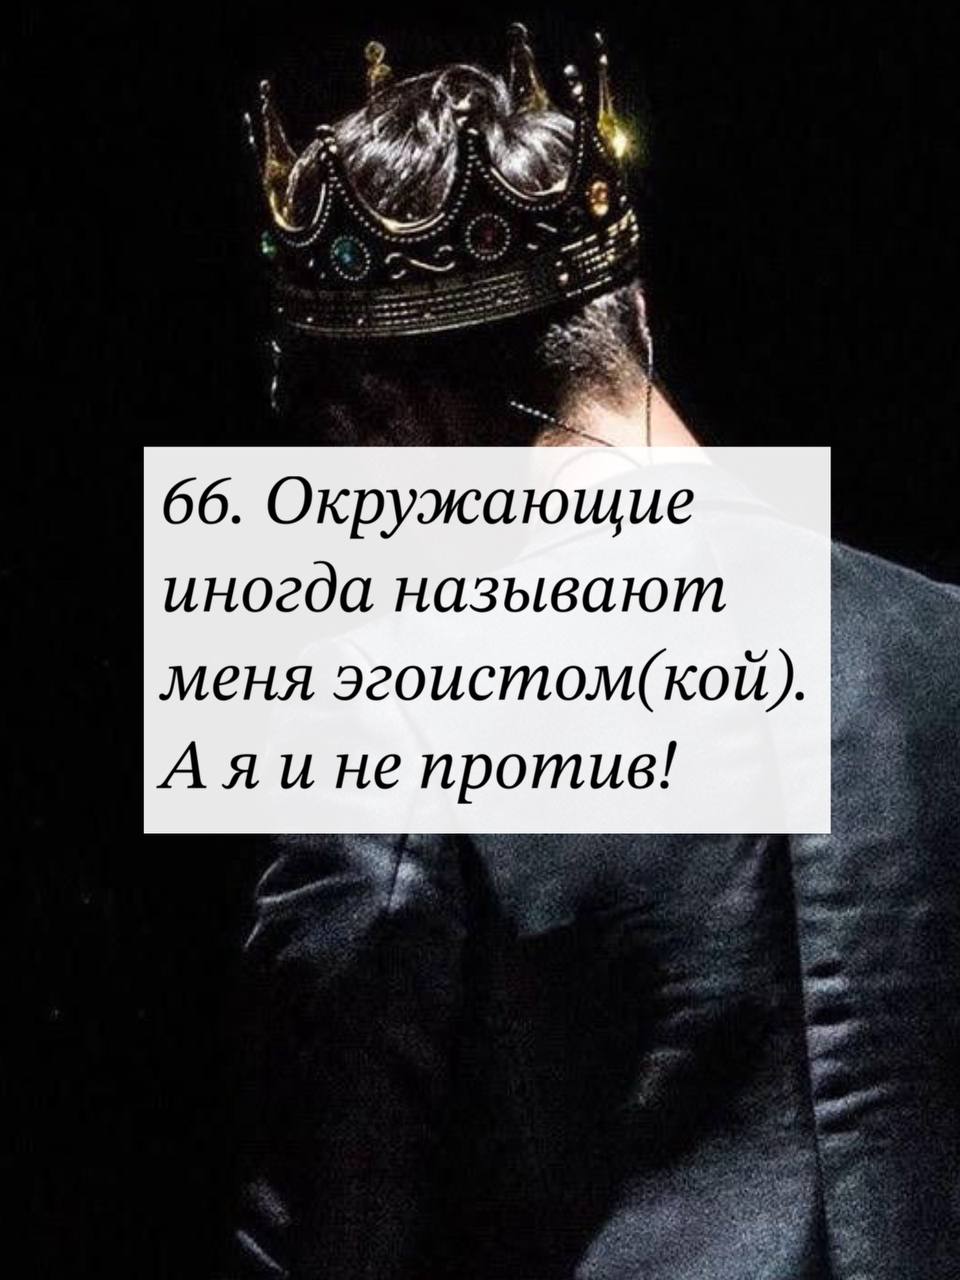 66. Окружающие
иногда называют
меня эгоистом(кой).
А я и не против!